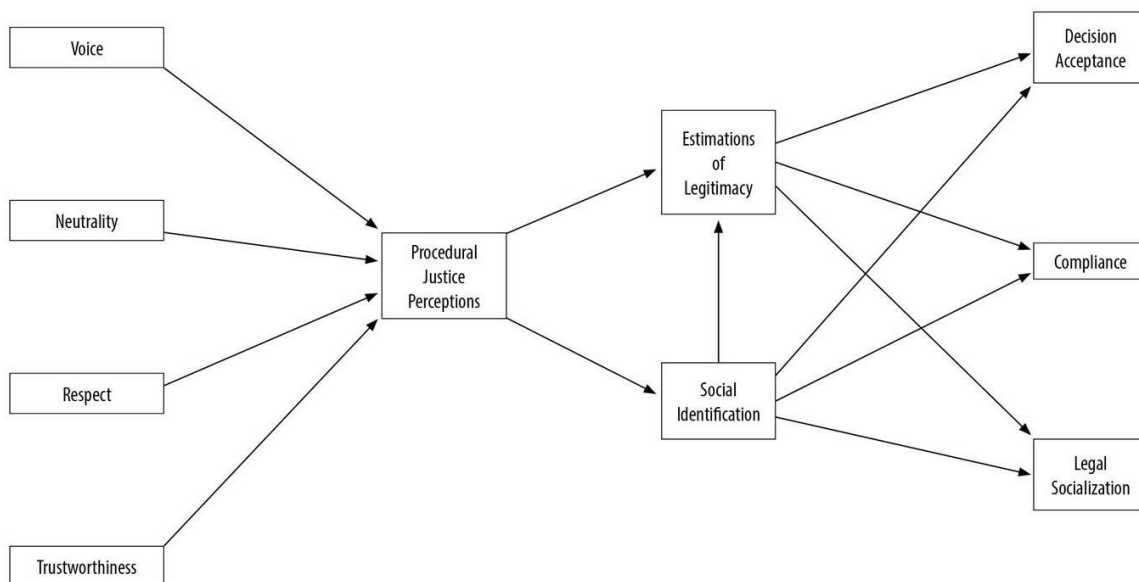 Voice
Neutrality
Respect
Trustworthiness
Procedural
Justice
Perceptions
Estimations
of
Legitimacy
Social
Identification
Decision
Acceptance
Compliance
Legal
Socialization